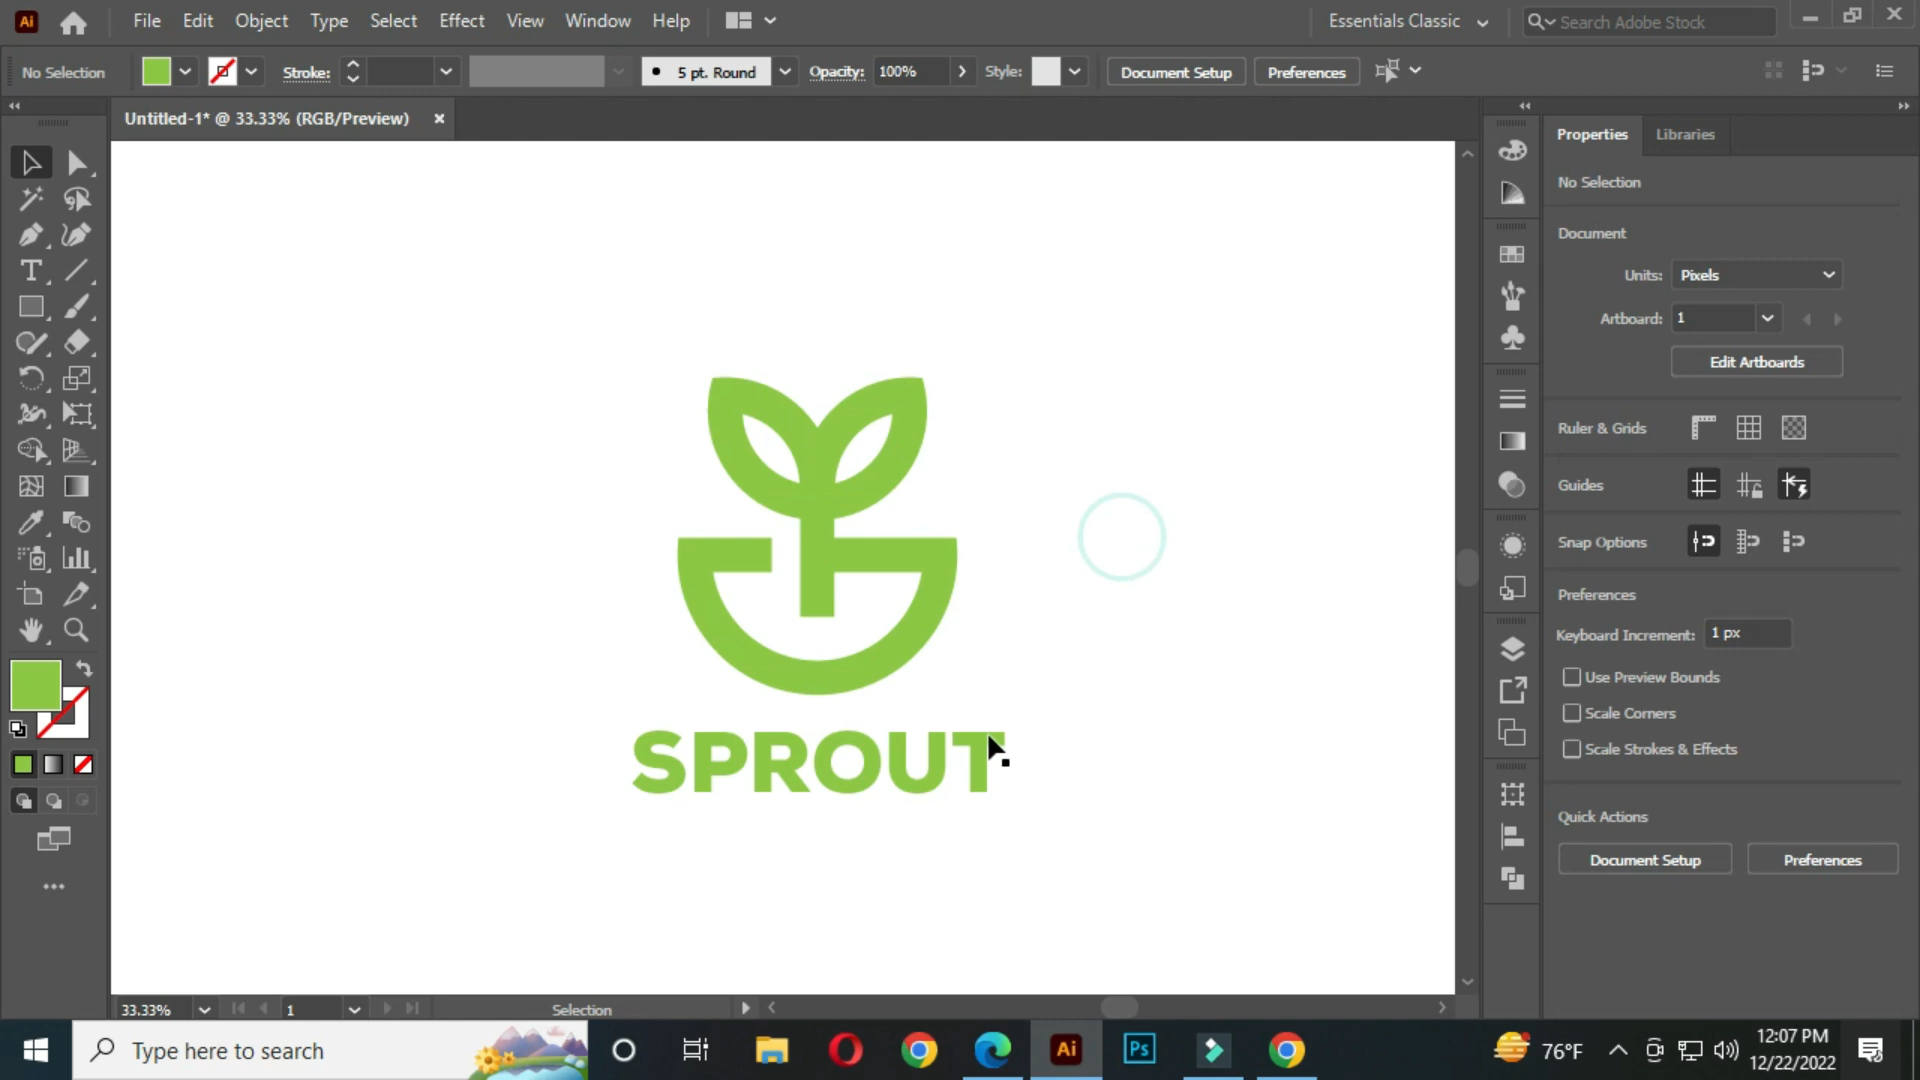 Ai File Edit Object Type Select Effect View Window Help Essentials Classic Search Adobe Stock
No Selection Stroke: 5 pt. Round Opacity: 100% Style: Document Setup Preferences
Untitled-1* @ 33.33% (RGB/Preview)
Properties Libraries
No Selection
Document
Units: Pixels
Artboard: 1
Edit Artboards
Ruler & Grids
Guides
Snap Options
Preferences
Keyboard Increment: 1 px
Use Preview Bounds
Scale Corners
Scale Strokes & Effects
Quick Actions
Document Setup Preferences
SPROUT
33.33% 1 Selection
Type here to search Ai Ps 76°F 12:07 PM
12/22/2022